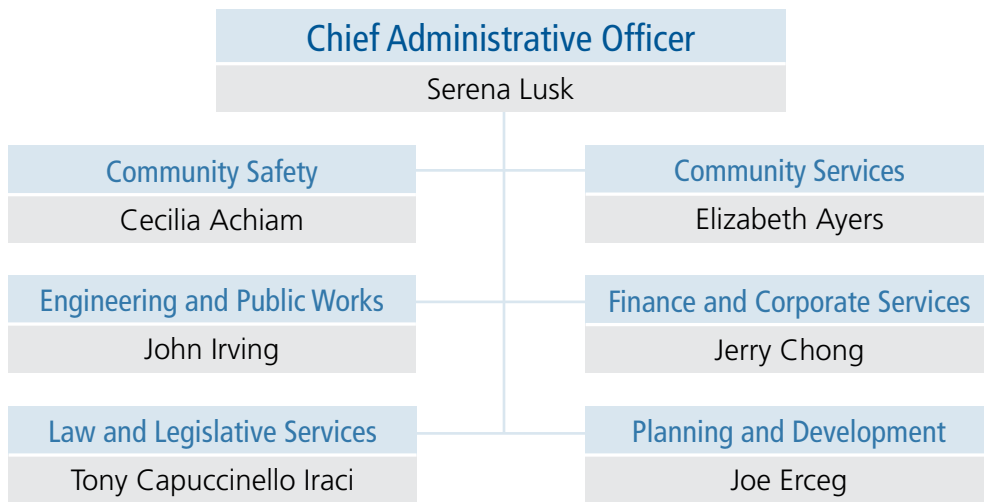 Chief Administrative Officer
Serena Lusk
Community Safety
Cecilia Achiam
Community Services
Elizabeth Ayers
Engineering and Public Works
John Irving
Finance and Corporate Services
Jerry Chong
Law and Legislative Services
Tony Capuccinello Iraci
Planning and Development
Joe Erceg